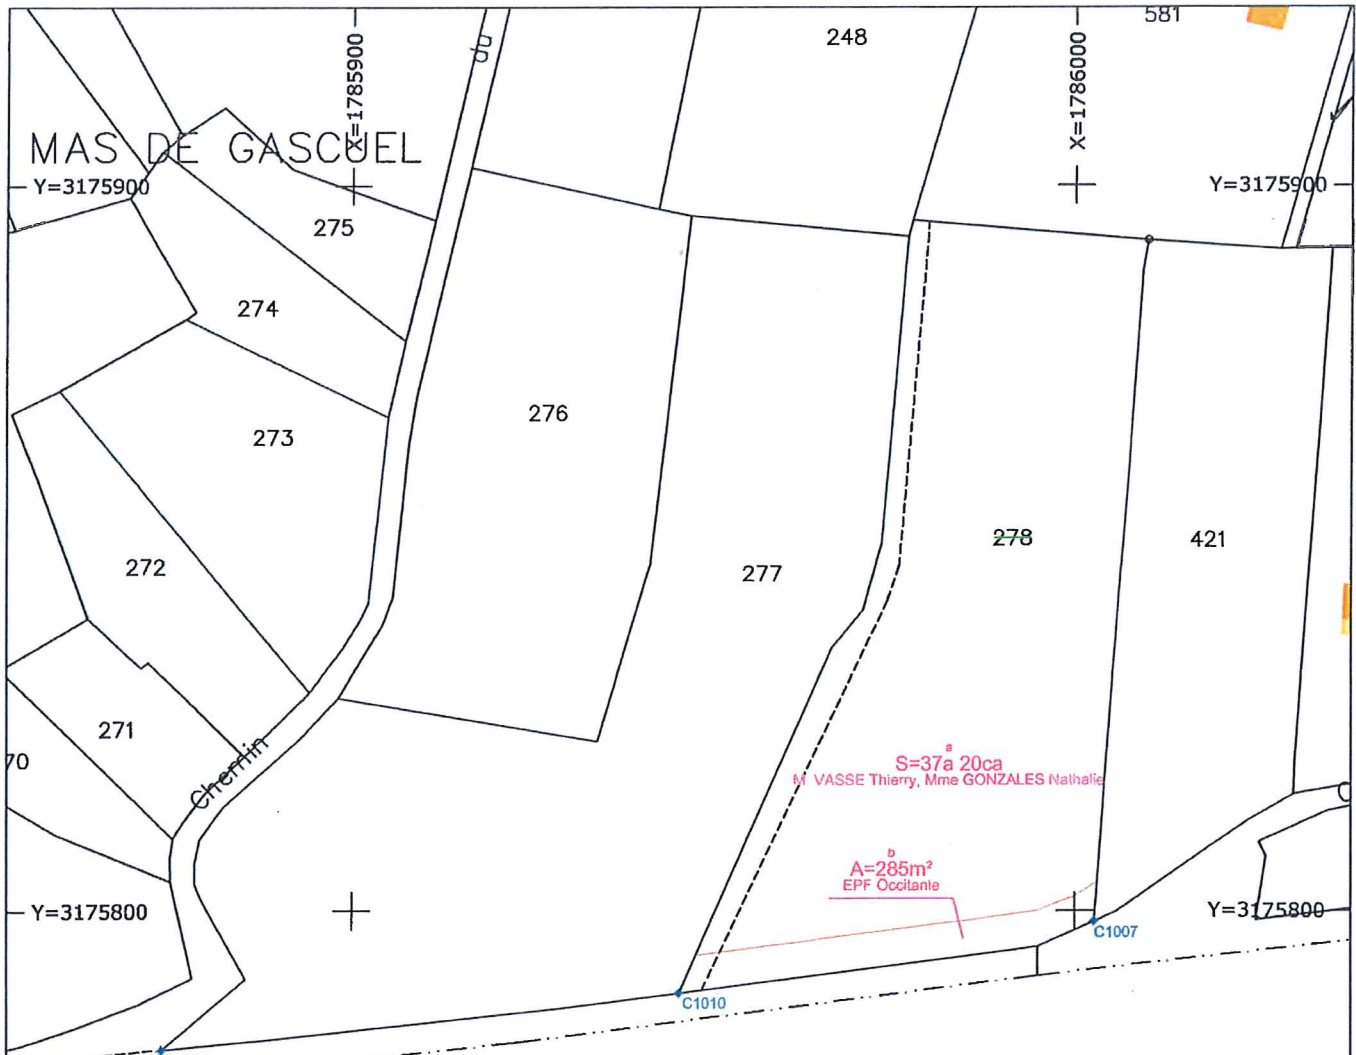 581
248
du
X=1785900
X=1786000
MAS DE GASCUEL
Y=3175900
Y=3175900
275
274
276
273
278
421
272
277
271
70
Chemin
a
S=37a 20ca
M VASSE Thierry, Mme GONZALES Nathalie
b
A=285m²
EPF Occitanie
Y=3175800
Y=3175800
C1007
C1010